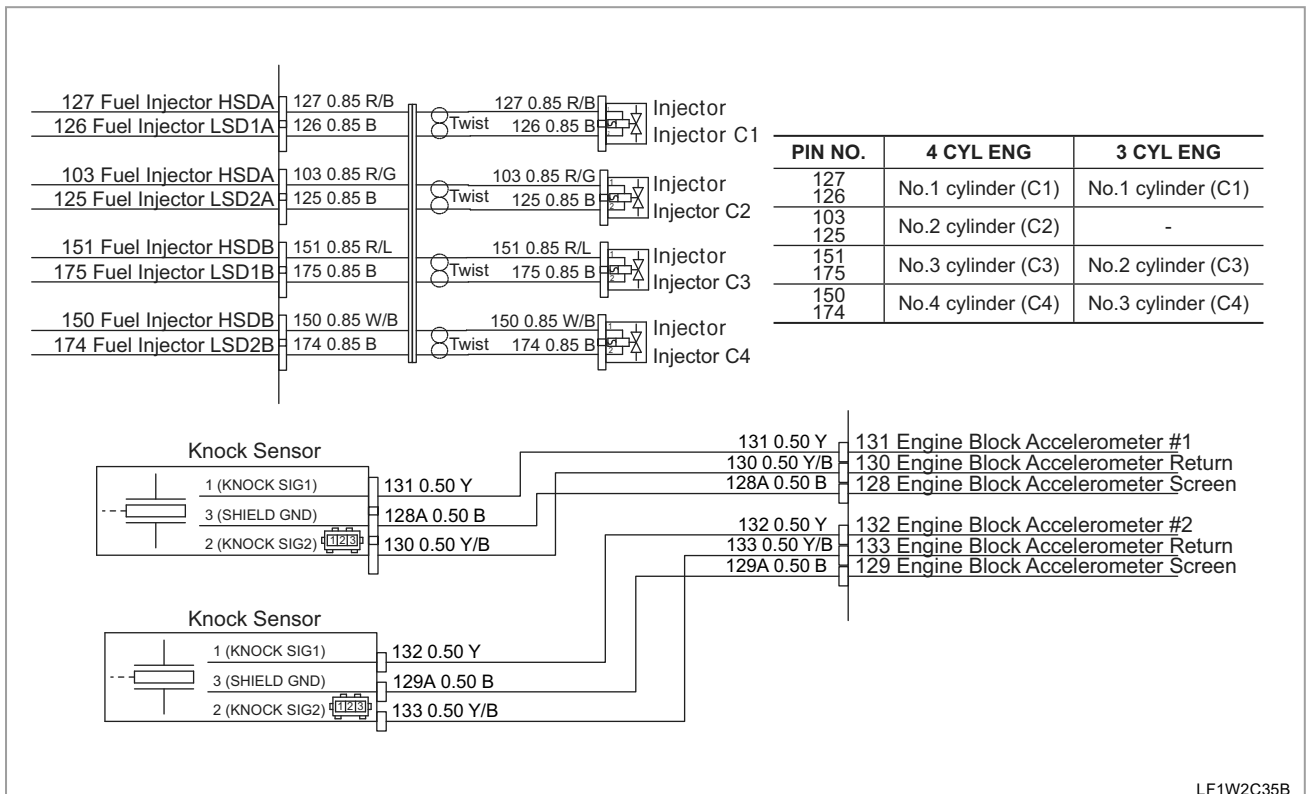 127 Fuel Injector HSDA 127 0.85 R/B 127 0.85 R/B Injector
126 Fuel Injector LSD1A 126 0.85 B Twist 126 0.85 B Injector C1
103 Fuel Injector HSDA 103 0.85 R/G 103 0.85 R/G Injector
125 Fuel Injector LSD2A 125 0.85 B Twist 125 0.85 B Injector C2
151 Fuel Injector HSDB 151 0.85 R/L 151 0.85 R/L Injector
175 Fuel Injector LSD1B 175 0.85 B Twist 175 0.85 B Injector C3
150 Fuel Injector HSDB 150 0.85 W/B 150 0.85 W/B Injector
174 Fuel Injector LSD2B 174 0.85 B Twist 174 0.85 B Injector C4
PIN NO. 4 CYL ENG 3 CYL ENG
127
126 No.1 cylinder (C1) No.1 cylinder (C1)
103
125 No.2 cylinder (C2) -
151
175 No.3 cylinder (C3) No.2 cylinder (C3)
150
174 No.4 cylinder (C4) No.3 cylinder (C4)
Knock Sensor
1 (KNOCK SIG1) 131 0.50 Y
3 (SHIELD GND) 128A 0.50 B
2 (KNOCK SIG2) 1 2 3 130 0.50 Y/B
131 0.50 Y 131 Engine Block Accelerometer #1
130 0.50 Y/B 130 Engine Block Accelerometer Return
128A 0.50 B 128 Engine Block Accelerometer Screen
132 0.50 Y 132 Engine Block Accelerometer #2
133 0.50 Y/B 133 Engine Block Accelerometer Return
129A 0.50 B 129 Engine Block Accelerometer Screen
Knock Sensor
1 (KNOCK SIG1) 132 0.50 Y
3 (SHIELD GND) 129A 0.50 B
2 (KNOCK SIG2) 1 2 3 133 0.50 Y/B
LF1W2C35B